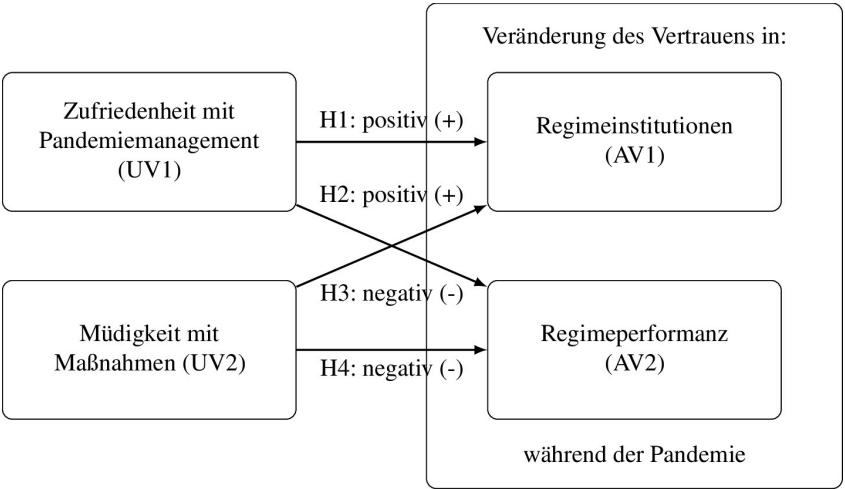 Veränderung des Vertrauens in:
Zufriedenheit mit
Pandemiemanagement
(UV1)
H1: positiv (+)
Regimeinstitutionen
(AV1)
H2: positiv (+)
H3: negativ (-)
Müdigkeit mit
Maßnahmen (UV2)
H4: negativ (-)
Regimeperformanz
(AV2)
während der Pandemie